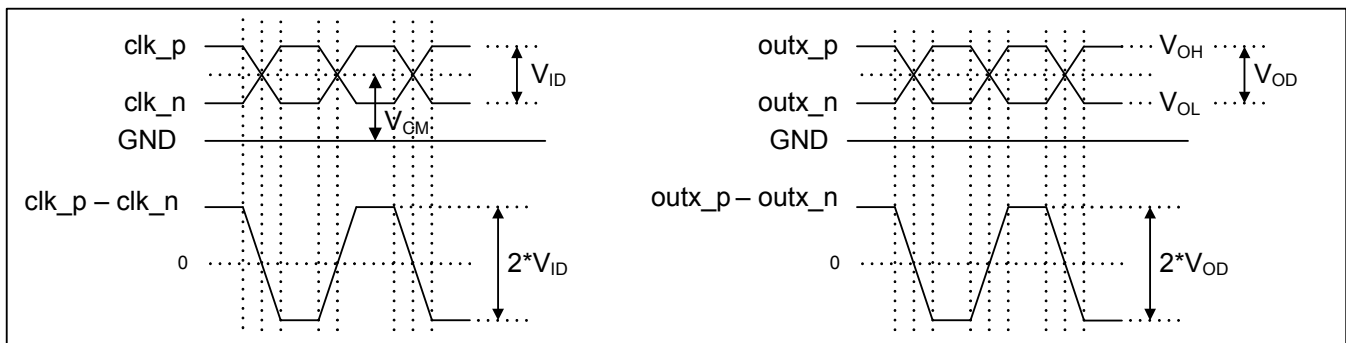 clk_p
V_ID
clk_n
V_CM
GND
clk_p – clk_n
0
2*V_ID
outx_p
V_OH
V_OD
outx_n
V_OL
GND
outx_p – outx_n
0
2*V_OD